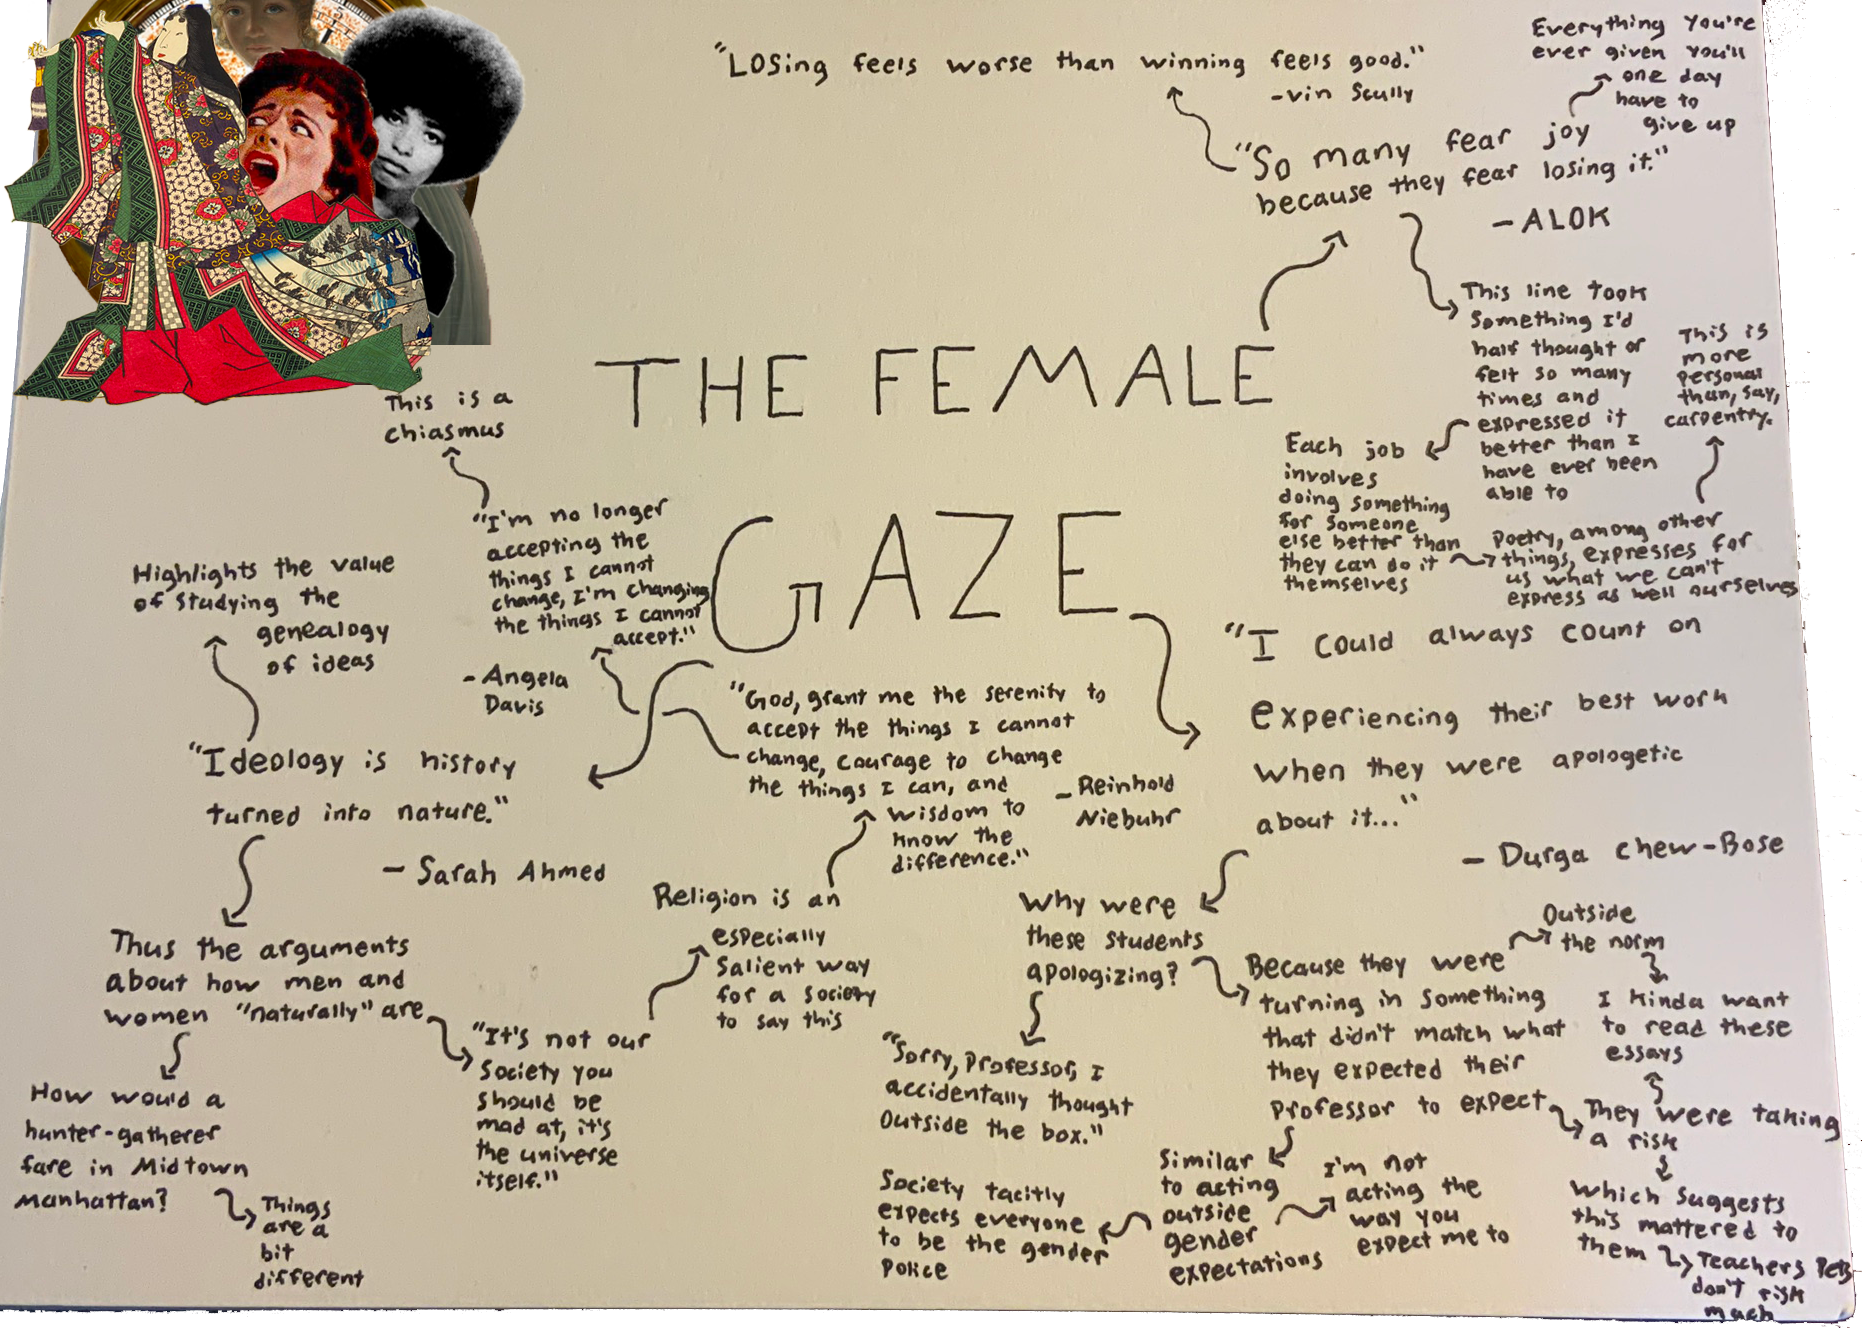 "Losing feels worse than winning feels good."
-Vin Scully
Everything you're
ever given you'll
one day
have to
give up
"So many fear joy
because they fear losing it."
- ALOK
This line took
something I'd
half thought or
felt so many
times and
expressed it
better than I
have ever been
able to
This is
more
personal
than, say,
carpentry.
Each job
involves
doing something
for someone
else better than
they can do it
themselves
Poetry, among other
things, expresses for
us what we can't
express as well ourselves
THE FEMALE
GAZE
This is a
chiasmus
"I'm no longer
accepting the
things I cannot
change, I'm changing
the things I cannot
accept."
- Angela
Davis
Highlights the value
of studying the
genealogy
of ideas
"Ideology is history
turned into nature."
- Sarah Ahmed
"God, grant me the serenity to
accept the things I cannot
change, courage to change
the things I can, and
wisdom to
know the
difference."
- Reinhold
Niebuhr
"I could always count on
experiencing their best work
when they were apologetic
about it..."
- Durga Chew-Bose
Thus the arguments
about how men and
women "naturally" are
How would a
hunter-gatherer
fare in Midtown
Manhattan?
Things
are a
bit
different
"It's not our
society you
should be
mad at, it's
the universe
itself."
Religion is an
especially
salient way
for a society
to say this
Why were
these students
apologizing?
"Sorry, Professor, I
accidentally thought
outside the box."
Because they were
turning in something
that didn't match what
they expected their
professor to expect
Outside
the norm
I kinda want
to read these
essays
They were taking
a risk
Which suggests
this mattered to
them
Teachers Pets
don't risk
much
Similar
to acting
outside
gender
expectations
I'm not
acting the
way you
expect me to
Society tacitly
expects everyone
to be the gender
police